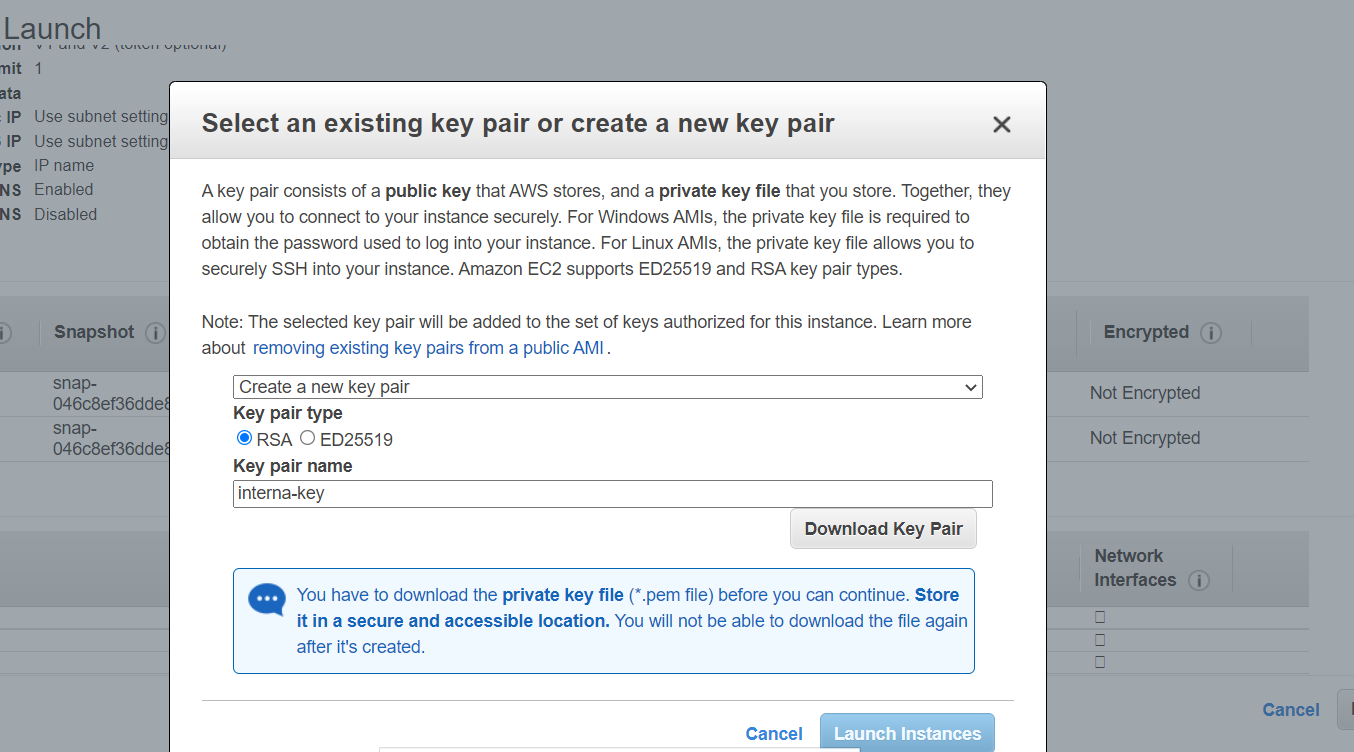 Launch
V1 and V2 (token optional)
mit 1
ata
IP Use subnet setting
IP Use subnet setting
ype IP name
NS Enabled
NS Disabled
Select an existing key pair or create a new key pair
A key pair consists of a public key that AWS stores, and a private key file that you store. Together, they
allow you to connect to your instance securely. For Windows AMIs, the private key file is required to
obtain the password used to log into your instance. For Linux AMIs, the private key file allows you to
securely SSH into your instance. Amazon EC2 supports ED25519 and RSA key pair types.
Note: The selected key pair will be added to the set of keys authorized for this instance. Learn more
about removing existing key pairs from a public AMI.
Create a new key pair
Key pair type
RSA ED25519
Key pair name
interna-key
Download Key Pair
You have to download the private key file (*.pem file) before you can continue. Store
it in a secure and accessible location. You will not be able to download the file again
after it's created.
Cancel Launch Instances
Snapshot
snap-
046c8ef36dde8
snap-
046c8ef36dde8
Encrypted
Not Encrypted
Not Encrypted
Network
Interfaces
Cancel